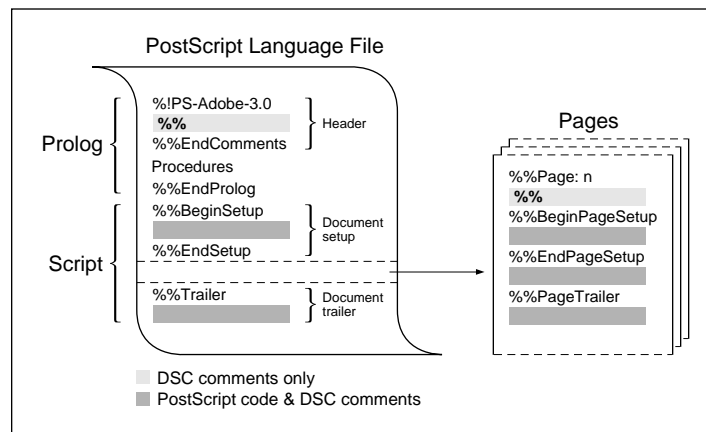 PostScript Language File
%!PS-Adobe-3.0
%%
%%EndComments
Header
Procedures
%%EndProlog
Prolog
%%BeginSetup
%%EndSetup
Document
setup
Script
%%Trailer
Document
trailer
Pages
%%Page: n
%%
%%BeginPageSetup
%%EndPageSetup
%%PageTrailer
DSC comments only
PostScript code & DSC comments